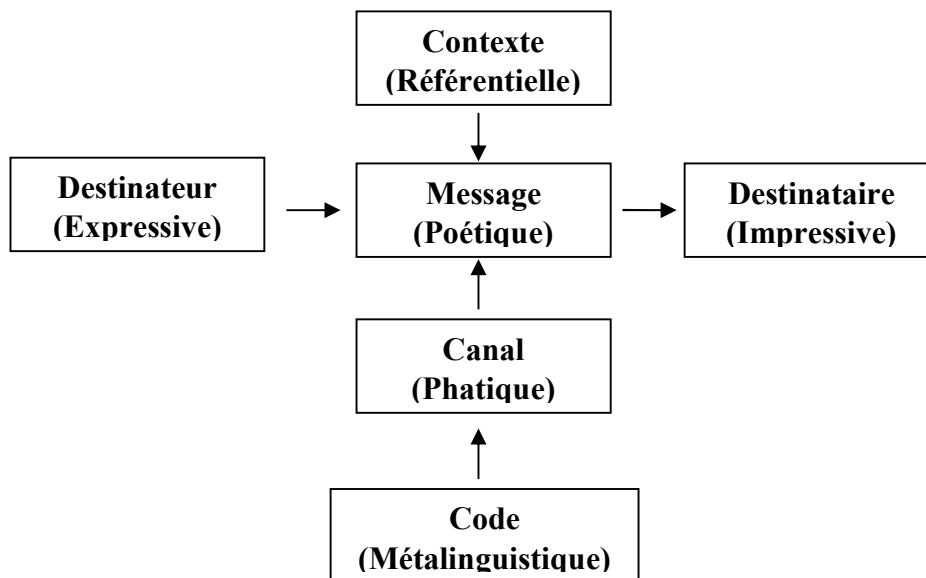 Contexte
(Référentielle)
Destinateur
(Expressive)
Message
(Poétique)
Destinataire
(Impressive)
Canal
(Phatique)
Code
(Métalinguistique)